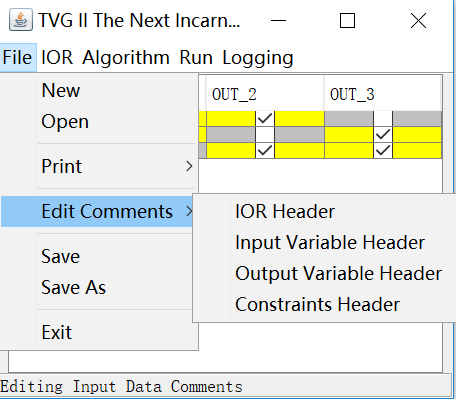 TVG II The Next Incarn...
File IOR Algorithm Run Logging
OUT_2 OUT_3
New
Open
Print
Edit Comments
IOR Header
Input Variable Header
Output Variable Header
Constraints Header
Save
Save As
Exit
Editing Input Data Comments